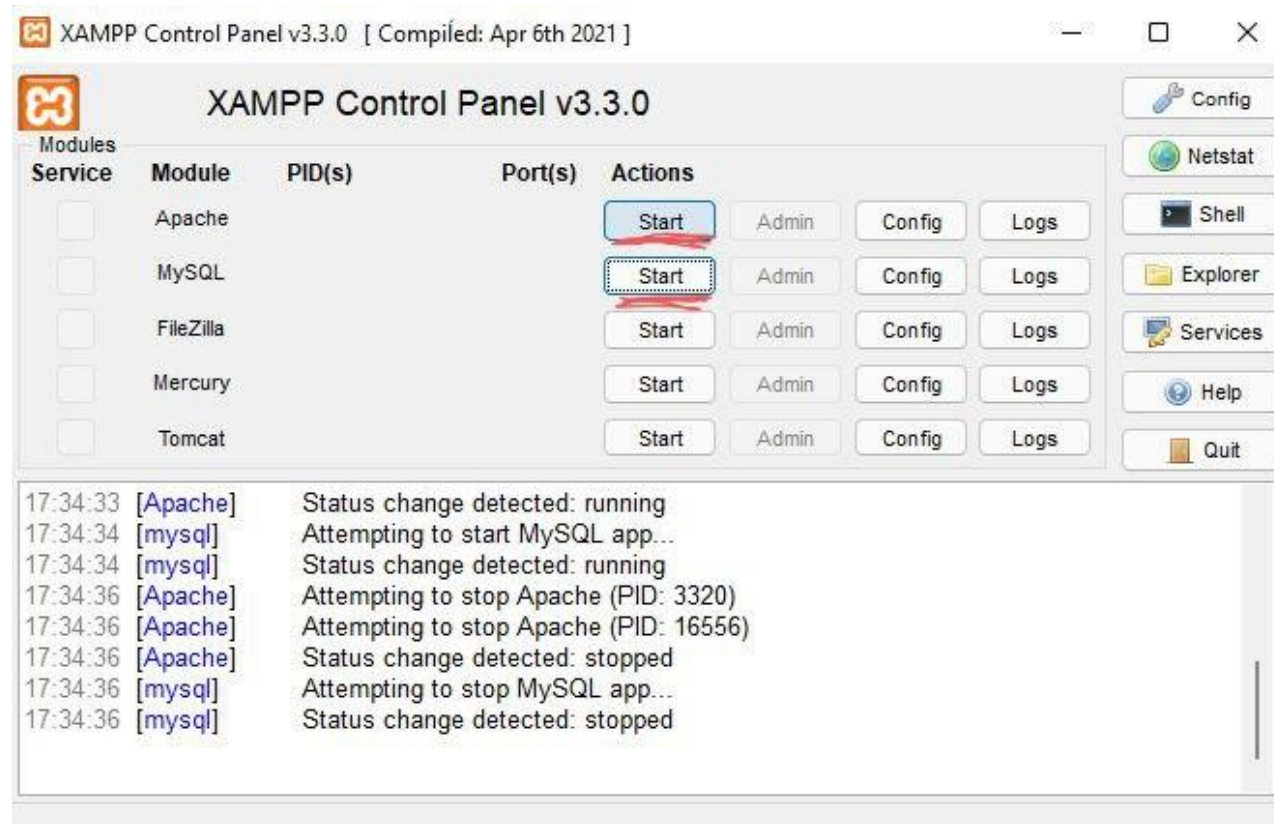 XAMPP Control Panel v3.3.0 [ Compiled: Apr 6th 2021 ]
XAMPP Control Panel v3.3.0
Config
Modules
Netstat
Service Module PID(s) Port(s) Actions
Apache Start Admin Config Logs
Shell
MySQL Start Admin Config Logs
Explorer
FileZilla Start Admin Config Logs
Services
Mercury Start Admin Config Logs
Help
Tomcat Start Admin Config Logs
Quit
17:34:33 [Apache] Status change detected: running
17:34:34 [mysql] Attempting to start MySQL app...
17:34:34 [mysql] Status change detected: running
17:34:36 [Apache] Attempting to stop Apache (PID: 3320)
17:34:36 [Apache] Attempting to stop Apache (PID: 16556)
17:34:36 [Apache] Status change detected: stopped
17:34:36 [mysql] Attempting to stop MySQL app...
17:34:36 [mysql] Status change detected: stopped